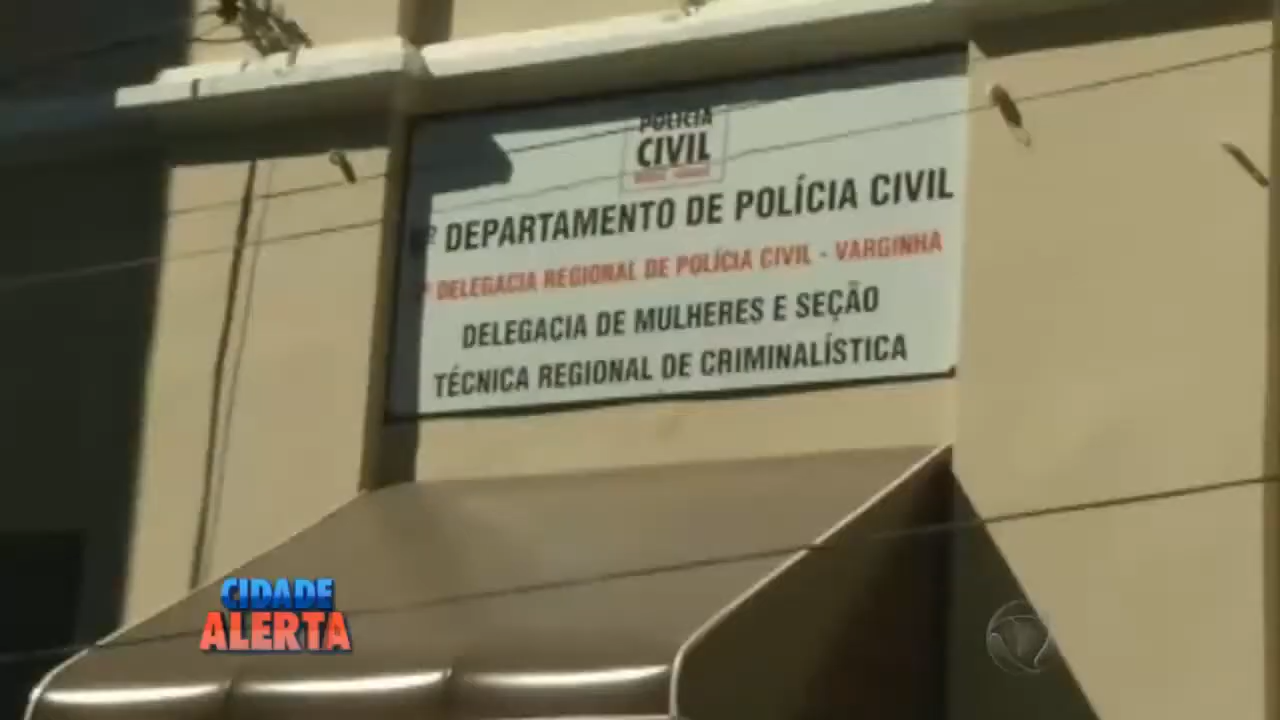 POLÍCIA
CIVIL
DEPARTAMENTO DE POLÍCIA CIVIL
DELEGACIA REGIONAL DE POLÍCIA CIVIL - VARGINHA
DELEGACIA DE MULHERES E SEÇÃO
TÉCNICA REGIONAL DE CRIMINALÍSTICA
CIDADE
ALERTA